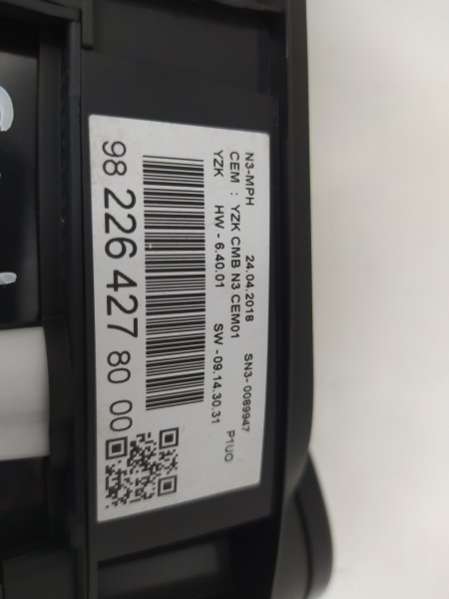 N3-MPH 24.04.2018 SN3-0089947 P1UO
CEM : YZK CMB N3 CEM01
YZK HW - 6.40.01 SW - 09.14.30.31
98 226 427 80 00